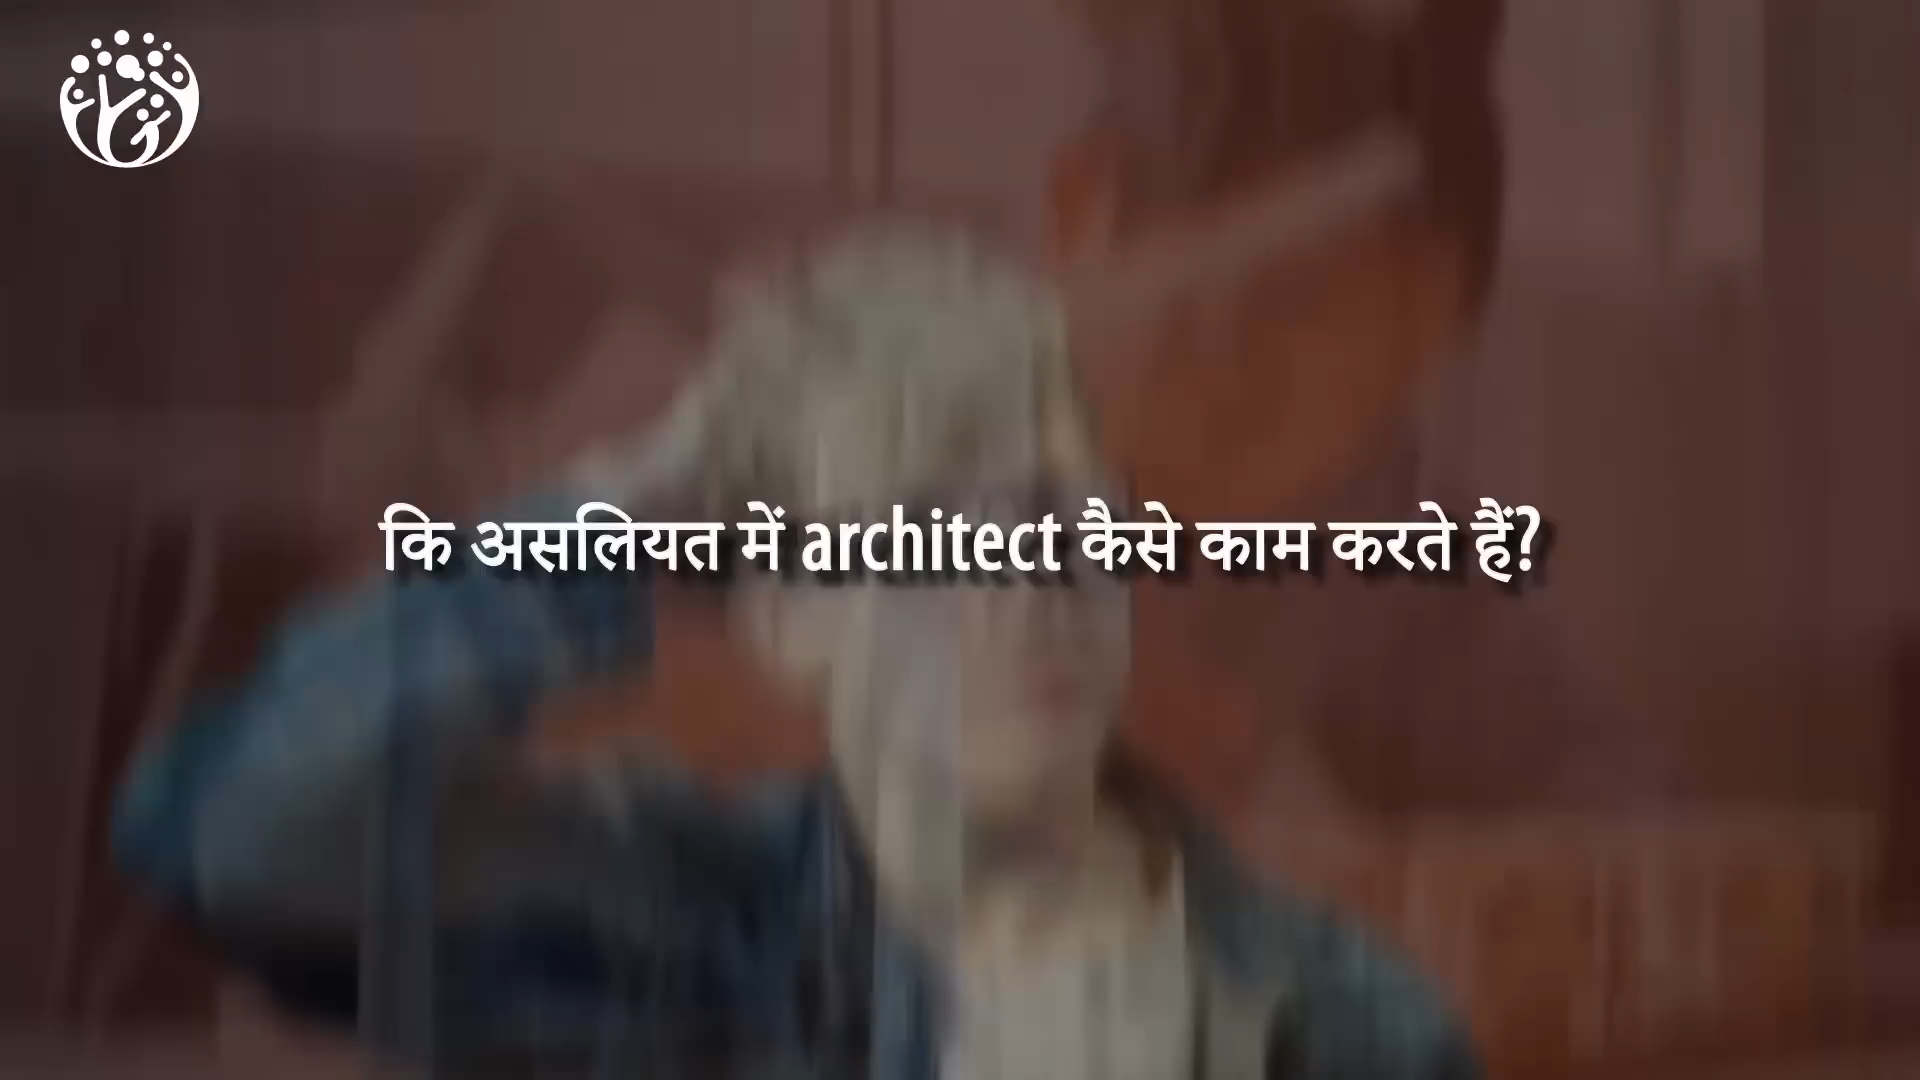 कि असलियत में architect कैसे काम करते हैं?